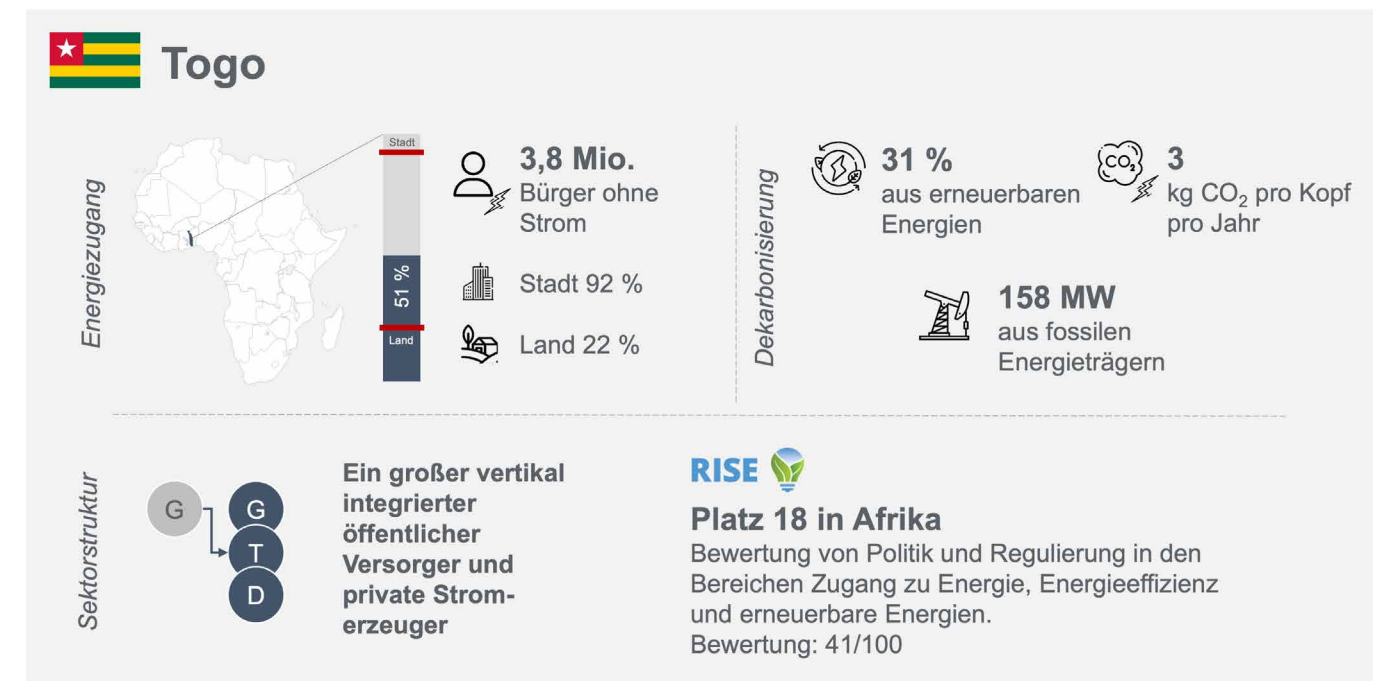 Togo
Energiezugang
Stadt
51 %
Land
3,8 Mio.
Bürger ohne
Strom
Stadt 92 %
Land 22 %
Dekarbonisierung
31 %
aus erneuerbaren
Energien
CO₂
3
kg CO₂ pro Kopf
pro Jahr
158 MW
aus fossilen
Energieträgern
Sektorstruktur
G
G
T
D
Ein großer vertikal
integrierter
öffentlicher
Versorger und
private Strom-
erzeuger
RISE
Platz 18 in Afrika
Bewertung von Politik und Regulierung in den
Bereichen Zugang zu Energie, Energieeffizienz
und erneuerbare Energien.
Bewertung: 41/100